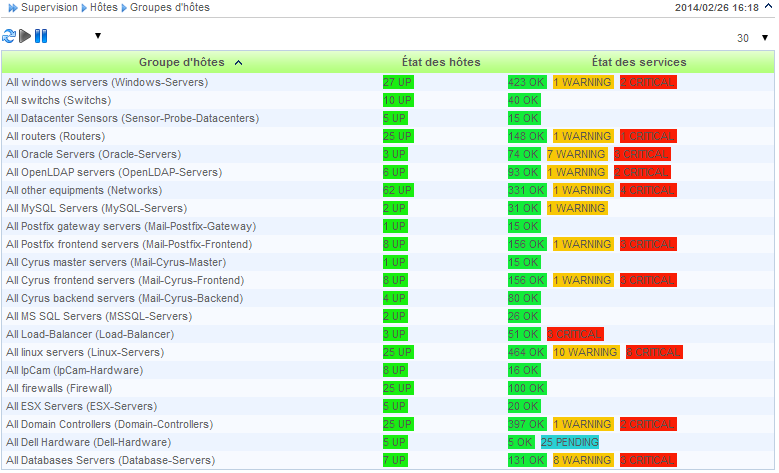 Supervision Hôtes Groupes d'hôtes 2014/02/26 16:18
30
Groupe d'hôtes État des hôtes État des services
All windows servers (Windows-Servers) 27 UP 423 OK 1 WARNING CRITICAL
All switchs (Switchs) 10 UP 40 OK
All Datacenter Sensors (Sensor-Probe-Datacenters) 5 UP 15 OK
All routers (Routers) 25 UP 148 OK 1 WARNING CRITICAL
All Oracle Servers (Oracle-Servers) 3 UP 74 OK 7 WARNING CRITICAL
All OpenLDAP servers (OpenLDAP-Servers) 6 UP 93 OK 1 WARNING CRITICAL
All other equipments (Networks) 62 UP 331 OK 1 WARNING CRITICAL
All MySQL Servers (MySQL-Servers) 2 UP 31 OK 1 WARNING
All Postfix gateway servers (Mail-Postfix-Gateway) 1 UP 15 OK
All Postfix frontend servers (Mail-Postfix-Frontend) 8 UP 156 OK 1 WARNING CRITICAL
All Cyrus master servers (Mail-Cyrus-Master) 1 UP 15 OK
All Cyrus frontend servers (Mail-Cyrus-Frontend) 8 UP 156 OK 1 WARNING CRITICAL
All Cyrus backend servers (Mail-Cyrus-Backend) 4 UP 80 OK
All MS SQL Servers (MSSQL-Servers) 2 UP 26 OK
All Load-Balancer (Load-Balancer) 3 UP 51 OK CRITICAL
All linux servers (Linux-Servers) 25 UP 464 OK 10 WARNING CRITICAL
All IpCam (IpCam-Hardware) 8 UP 16 OK
All firewalls (Firewall) 25 UP 100 OK
All ESX Servers (ESX-Servers) 5 UP 20 OK
All Domain Controllers (Domain-Controllers) 25 UP 397 OK 1 WARNING CRITICAL
All Dell Hardware (Dell-Hardware) 5 UP 5 OK 25 PENDING
All Databases Servers (Database-Servers) 7 UP 131 OK 8 WARNING CRITICAL